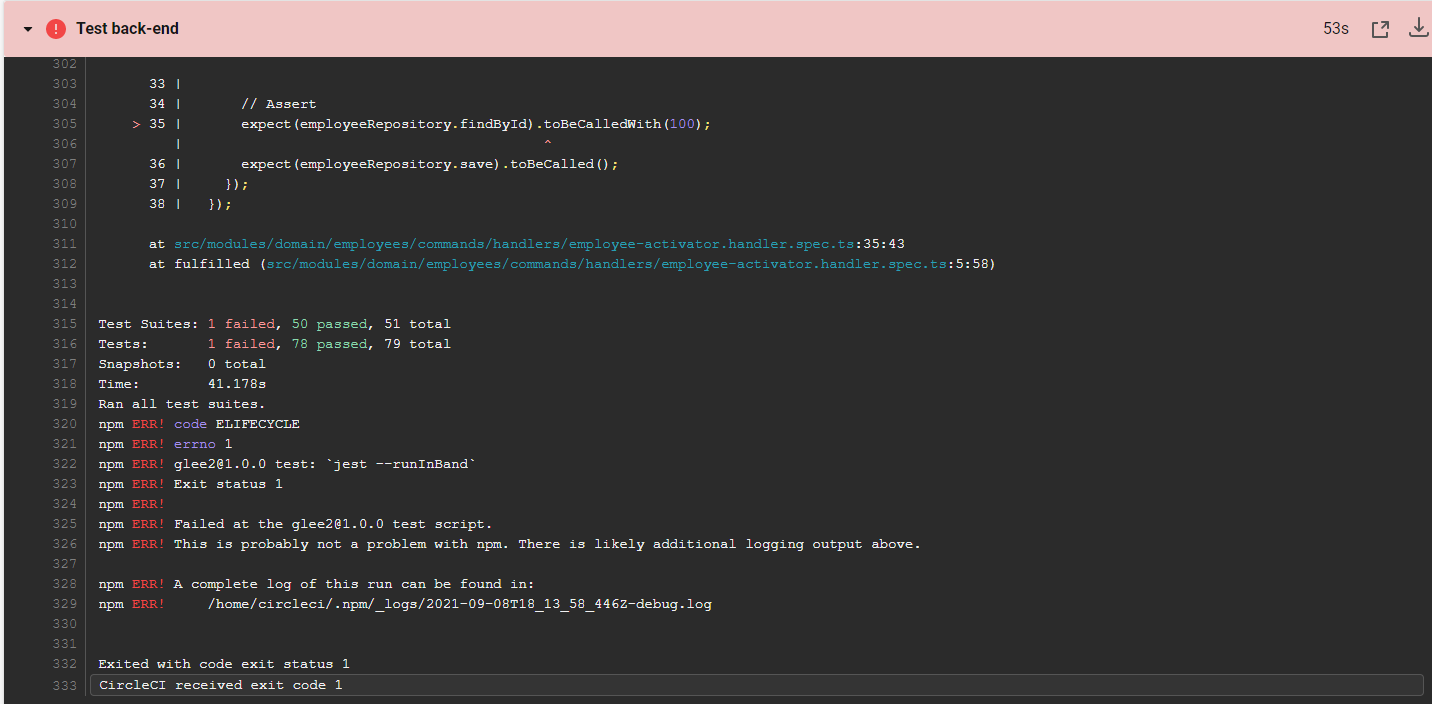 Test back-end 53s
302
303 33 |
304 34 | // Assert
305 > 35 | expect(employeeRepository.findById).toBeCalledWith(100);
306 | ^
307 36 | expect(employeeRepository.save).toBeCalled();
308 37 | });
309 38 | });
310
311 at src/modules/domain/employees/commands/handlers/employee-activator.handler.spec.ts:35:43
312 at fulfilled (src/modules/domain/employees/commands/handlers/employee-activator.handler.spec.ts:5:58)
313
314
315 Test Suites: 1 failed, 50 passed, 51 total
316 Tests: 1 failed, 78 passed, 79 total
317 Snapshots: 0 total
318 Time: 41.178s
319 Ran all test suites.
320 npm ERR! code ELIFECYCLE
321 npm ERR! errno 1
322 npm ERR! glee2@1.0.0 test: `jest --runInBand`
323 npm ERR! Exit status 1
324 npm ERR!
325 npm ERR! Failed at the glee2@1.0.0 test script.
326 npm ERR! This is probably not a problem with npm. There is likely additional logging output above.
327
328 npm ERR! A complete log of this run can be found in:
329 npm ERR! /home/circleci/.npm/_logs/2021-09-08T18_13_58_446Z-debug.log
330
331
332 Exited with code exit status 1
333 CircleCI received exit code 1